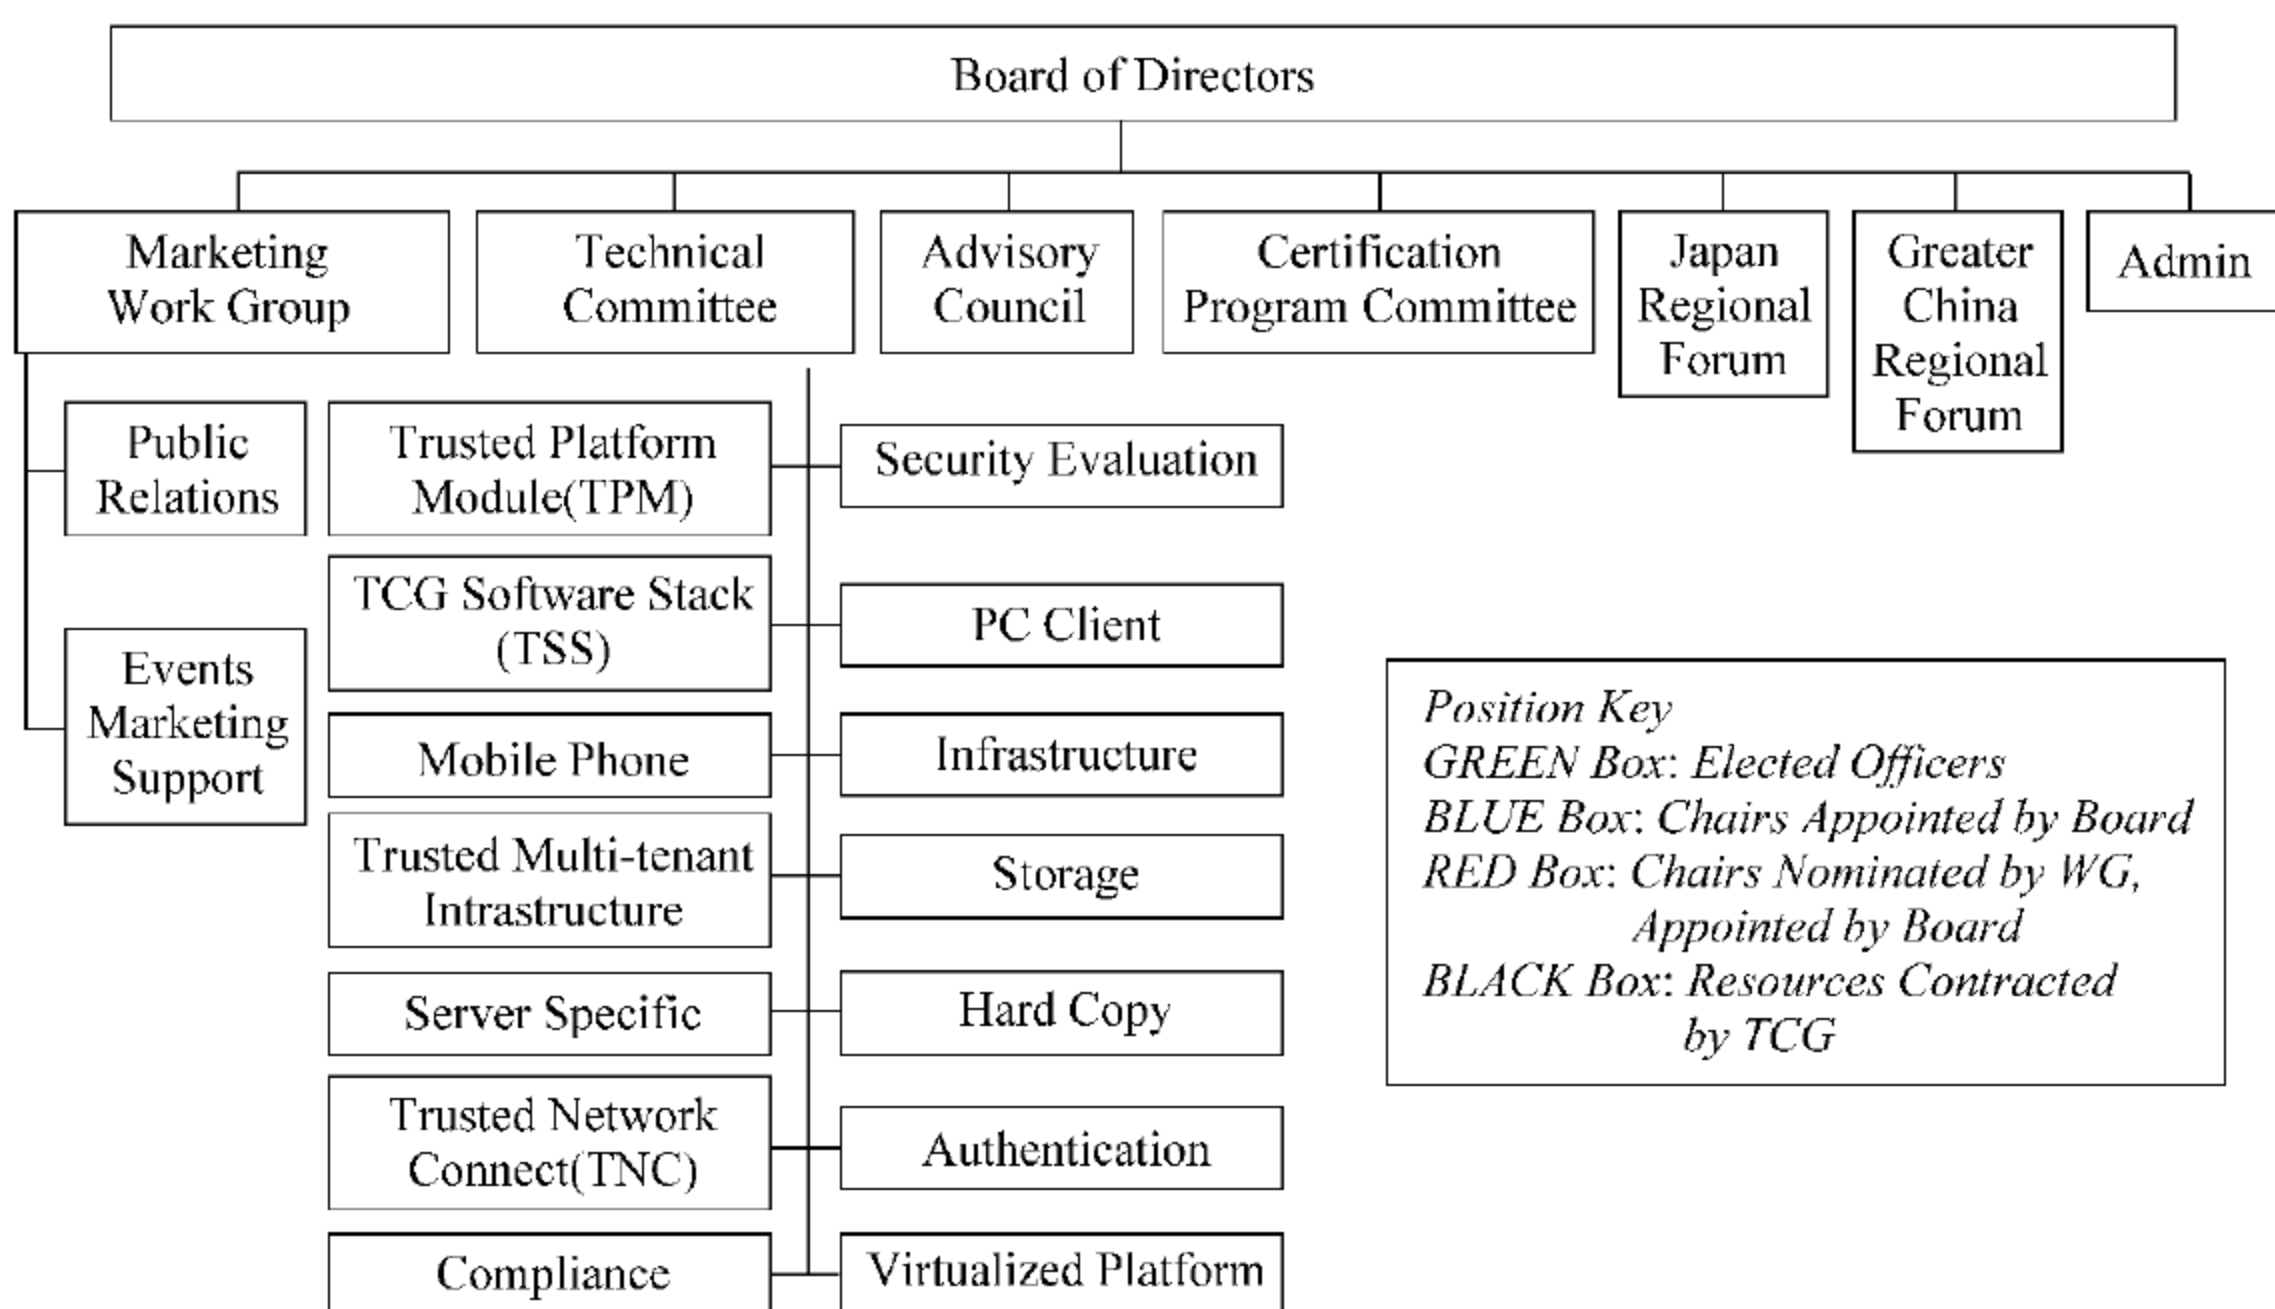 Board of Directors
Marketing
Work Group
Technical
Committee
Advisory
Council
Certification
Program Committee
Japan
Regional
Forum
Greater
China
Regional
Forum
Admin
Public
Relations
Events
Marketing
Support
Trusted Platform
Module(TPM)
Security Evaluation
TCG Software Stack
(TSS)
PC Client
Mobile Phone
Infrastructure
Trusted Multi-tenant
Intrastructure
Storage
Server Specific
Hard Copy
Trusted Network
Connect(TNC)
Authentication
Compliance
Virtualized Platform
Position Key
GREEN Box: Elected Officers
BLUE Box: Chairs Appointed by Board
RED Box: Chairs Nominated by WG,
Appointed by Board
BLACK Box: Resources Contracted
by TCG